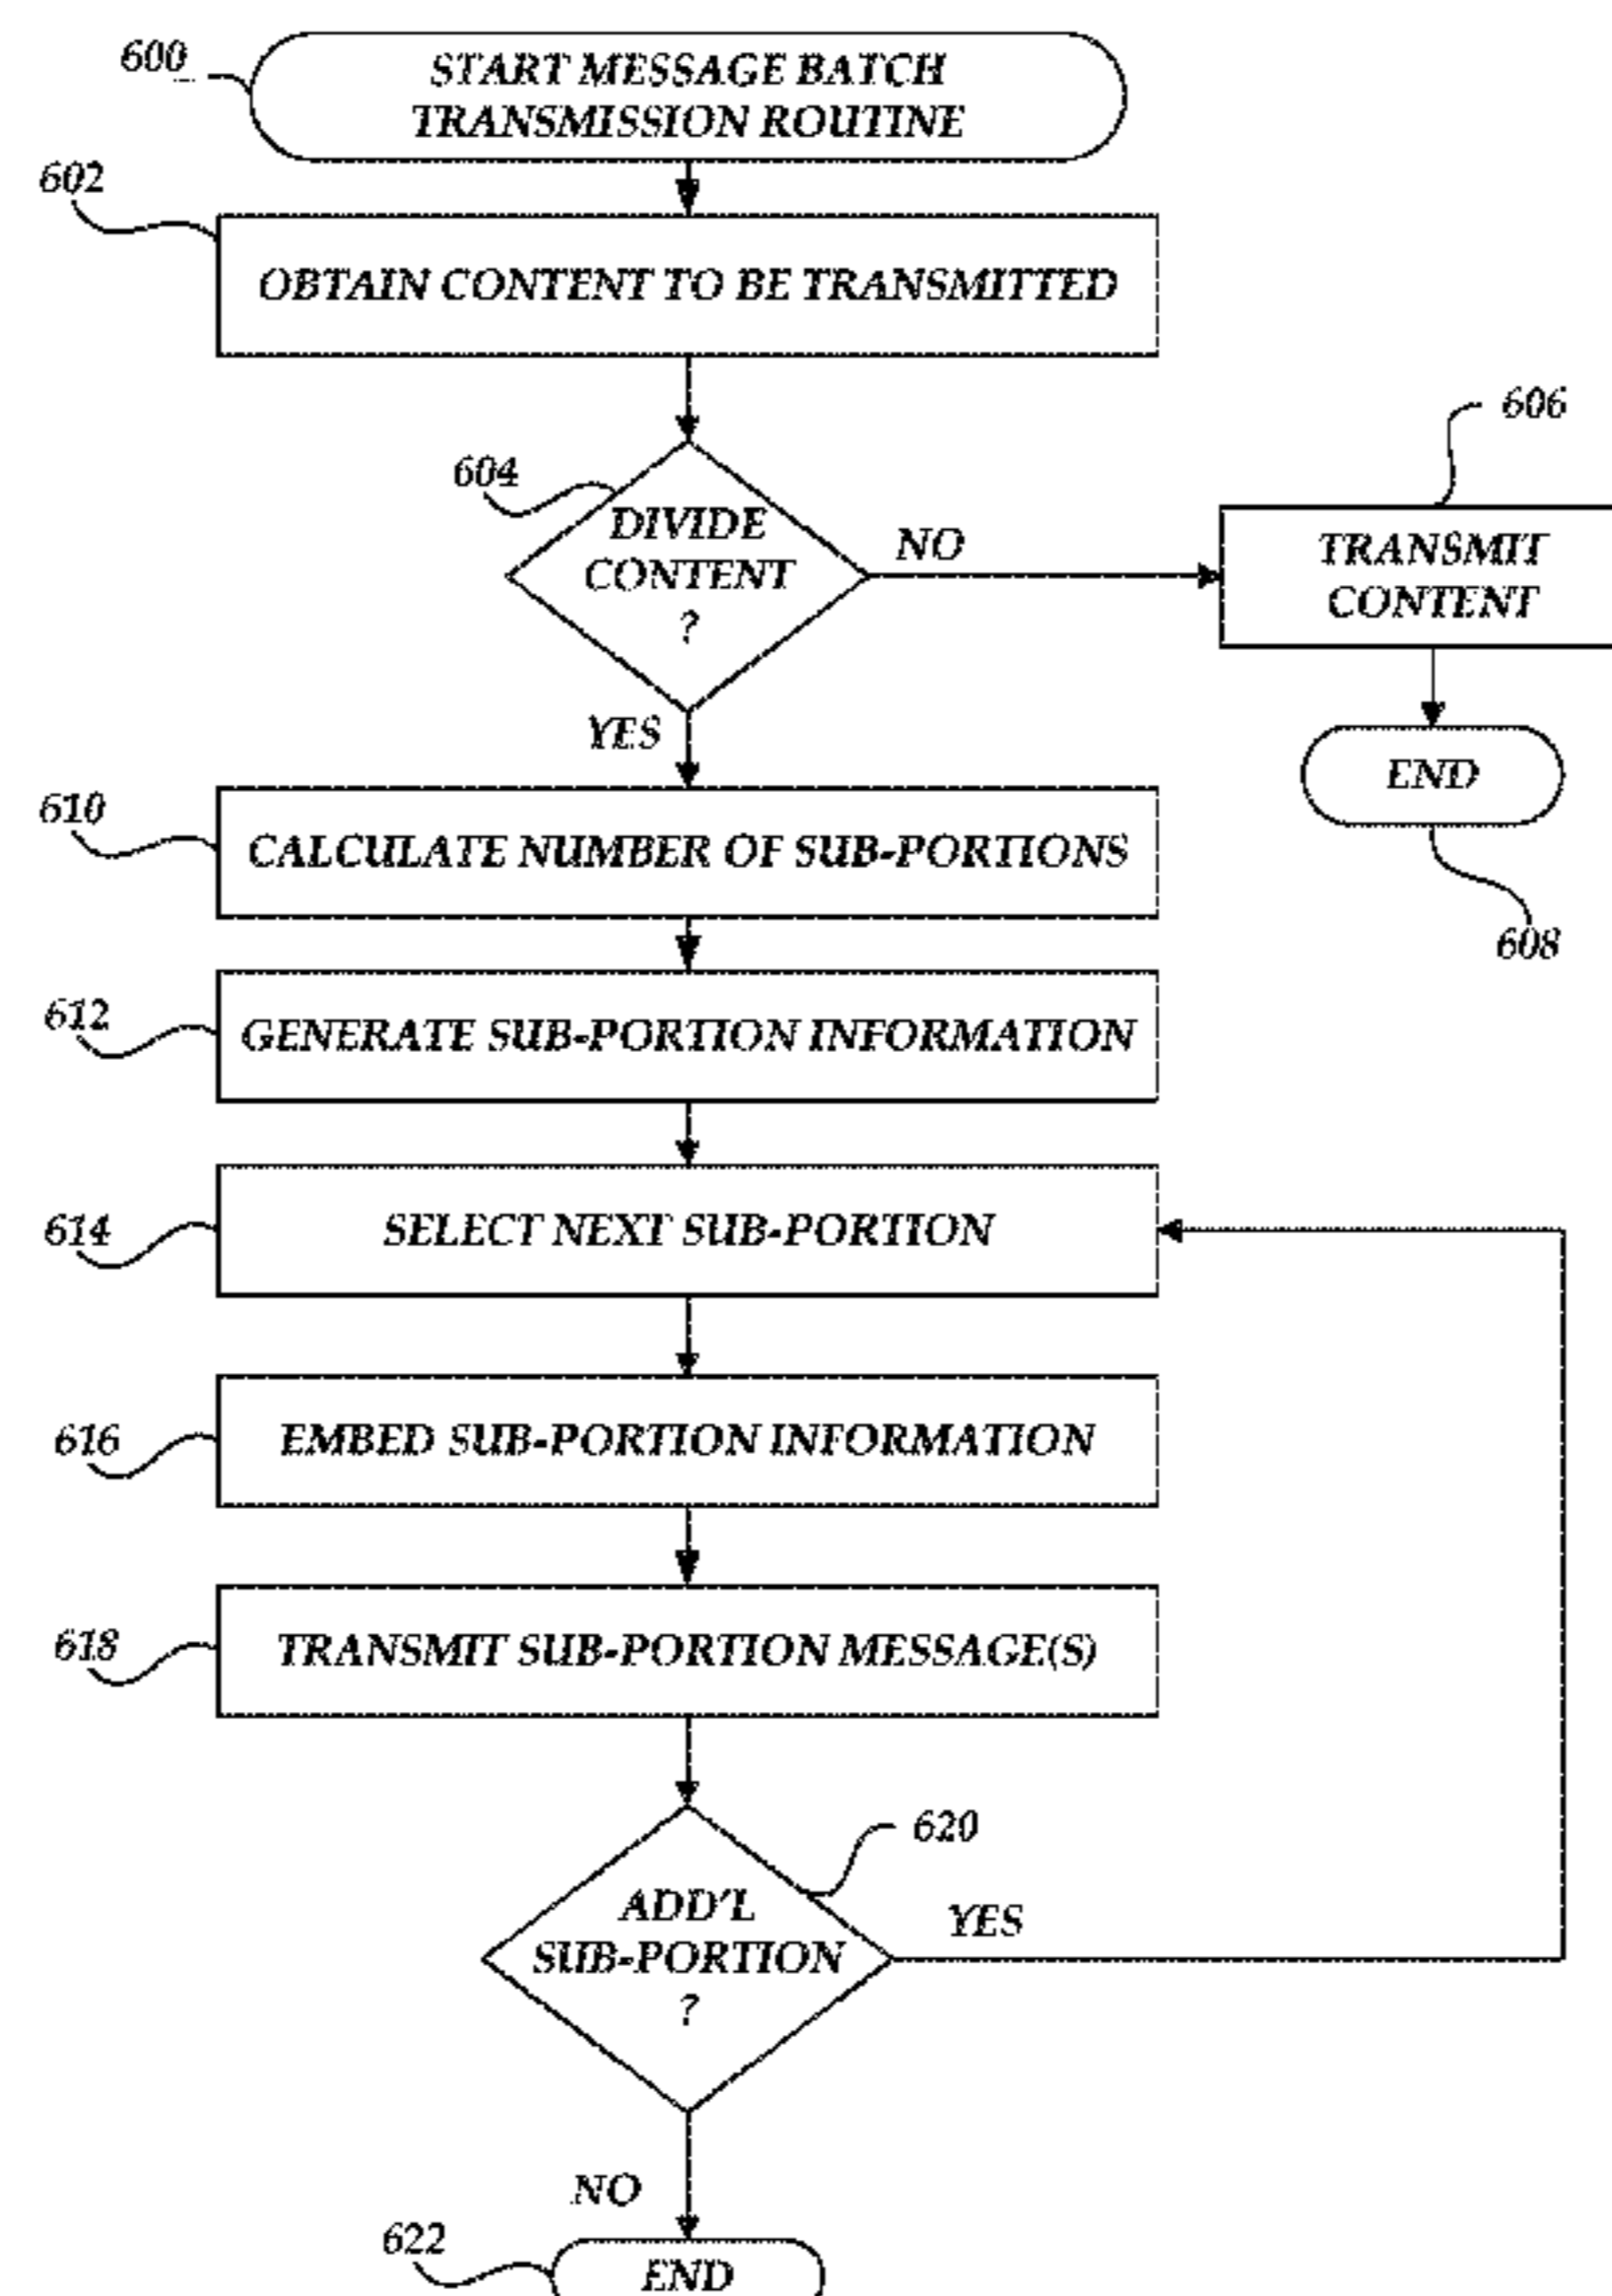 600
START MESSAGE BATCH
TRANSMISSION ROUTINE
602
OBTAIN CONTENT TO BE TRANSMITTED
606
604
DIVIDE
CONTENT
?
NO
TRANSMIT
CONTENT
YES
END
608
610
CALCULATE NUMBER OF SUB-PORTIONS
612
GENERATE SUB-PORTION INFORMATION
614
SELECT NEXT SUB-PORTION
616
EMBED SUB-PORTION INFORMATION
618
TRANSMIT SUB-PORTION MESSAGE(S)
620
ADD'L
SUB-PORTION
?
YES
NO
622
END